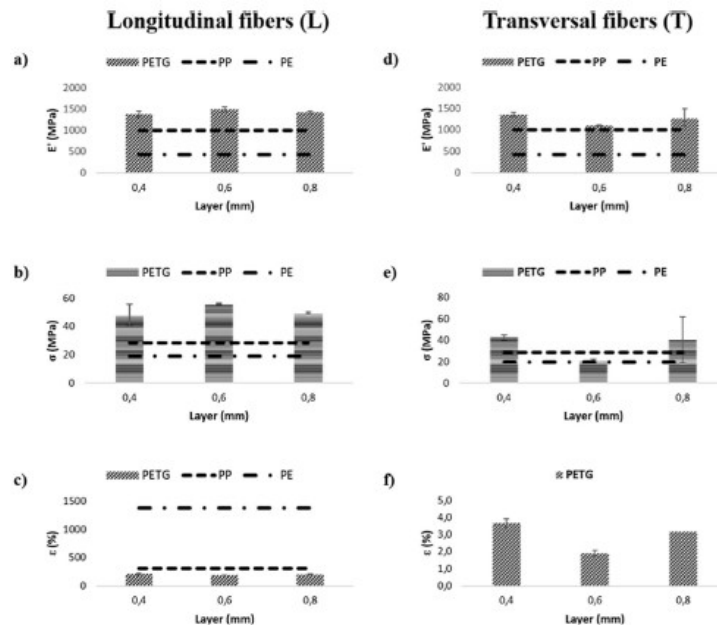 Longitudinal fibers (L)
Transversal fibers (T)
a)
PETG PP PE
2000
1500
1000
500
0
E' (MPa)
0,4 0,6 0,8
Layer (mm)
d)
PETG PP PE
2000
1500
1000
500
0
E' (MPa)
0,4 0,6 0,8
Layer (mm)
b)
PETG PP PE
60
40
20
0
σ (MPa)
0,4 0,6 0,8
Layer (mm)
e)
PETG PP PE
80
60
40
20
0
σ (MPa)
0,4 0,6 0,8
Layer (mm)
c)
PETG PP PE
1500
1000
500
0
ε (%)
0,4 0,6 0,8
Layer (mm)
f)
PETG
5,0
4,0
3,0
2,0
1,0
0,0
ε (%)
0,4 0,6 0,8
Layer (mm)